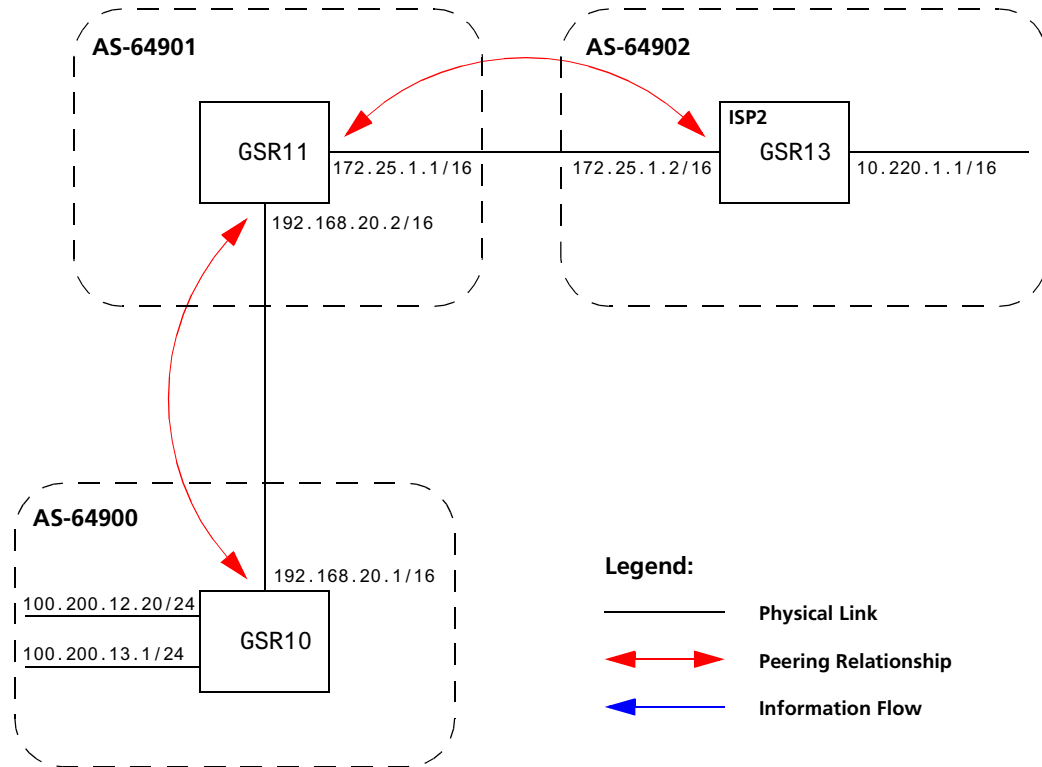 AS-64901
AS-64902
ISP2
GSR11
GSR13
172.25.1.1/16
172.25.1.2/16
10.220.1.1/16
192.168.20.2/16
AS-64900
192.168.20.1/16
100.200.12.20/24
GSR10
100.200.13.1/24
Legend:
Physical Link
Peering Relationship
Information Flow